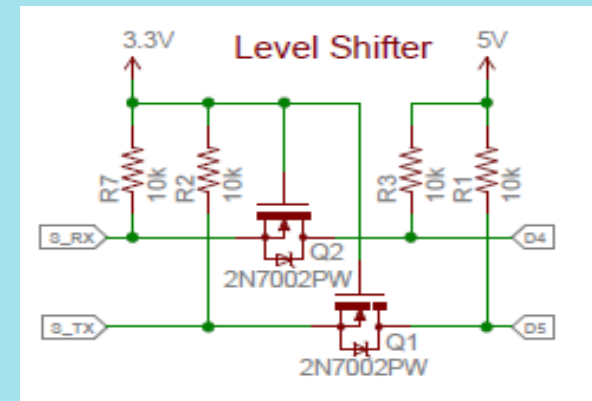 3.3V
Level Shifter
5V
R7
10k
R2
10k
R3
10k
R1
10k
S_RX
Q2
D4
2N7002PW
S_TX
Q1
D5
2N7002PW